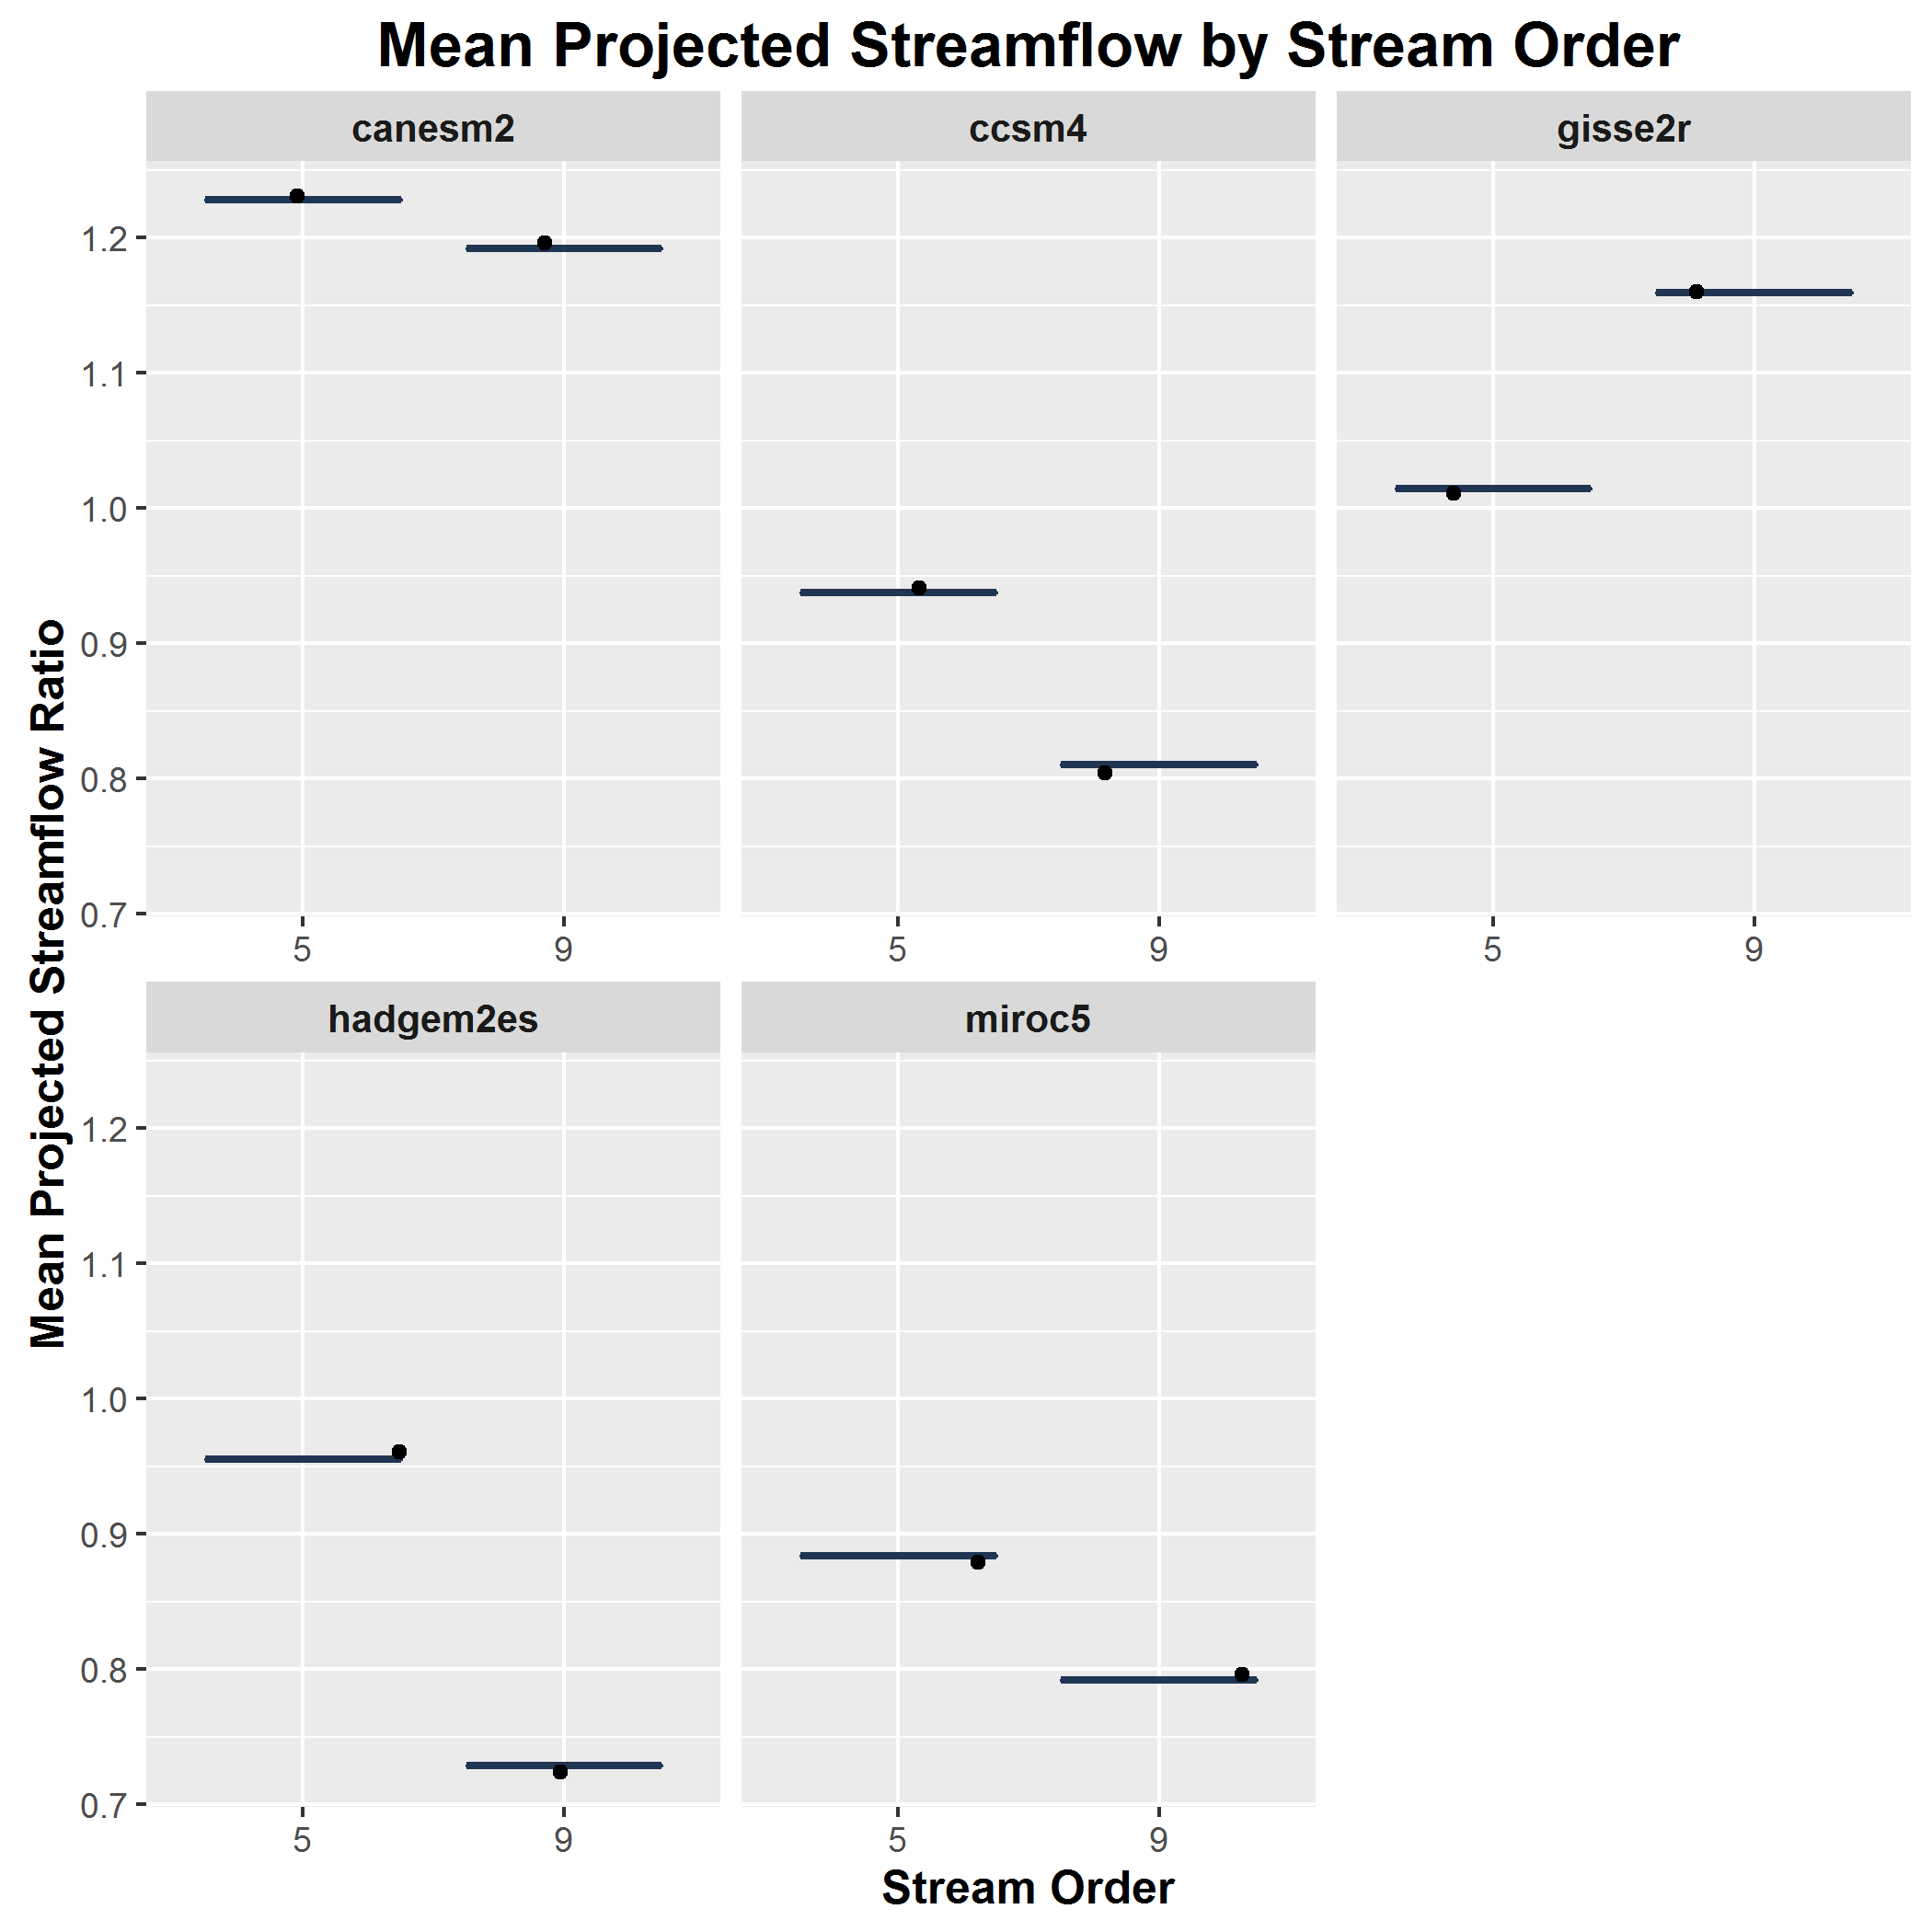 Mean Projected Streamflow by Stream Order
canesm2 ccsm4 gisse2r
1.2
1.1
1.0
0.9
0.8
0.7
5 9 5 9 5 9
Mean Projected Streamflow Ratio
hadgem2es miroc5
1.2
1.1
1.0
0.9
0.8
0.7
5 9 5 9
Stream Order